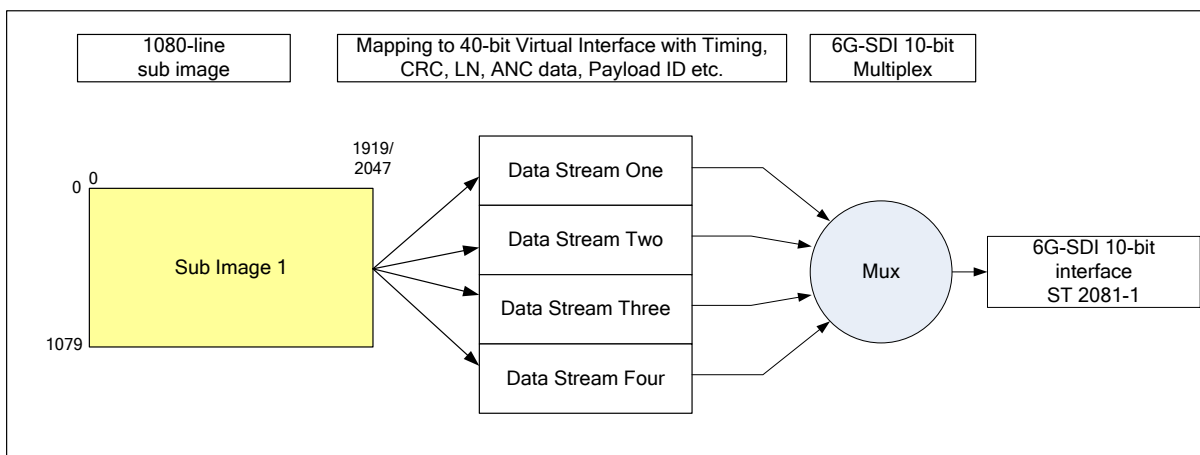 1080-line
sub image
Mapping to 40-bit Virtual Interface with Timing,
CRC, LN, ANC data, Payload ID etc.
6G-SDI 10-bit
Multiplex
1919/
2047
0
0
Sub Image 1
1079
Data Stream One
Data Stream Two
Data Stream Three
Data Stream Four
Mux
6G-SDI 10-bit
interface
ST 2081-1